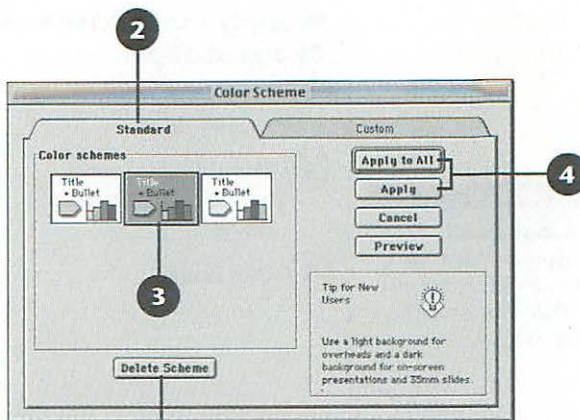 2
Color Scheme
Standard
Custom
Color schemes
Title
• Bullet
Title
• Bullet
Title
• Bullet
3
Apply to All
Apply
4
Cancel
Preview
Tip for New
Users
Use a light background for
overheads and a dark
background for on-screen
presentations and 35mm slides.
Delete Scheme